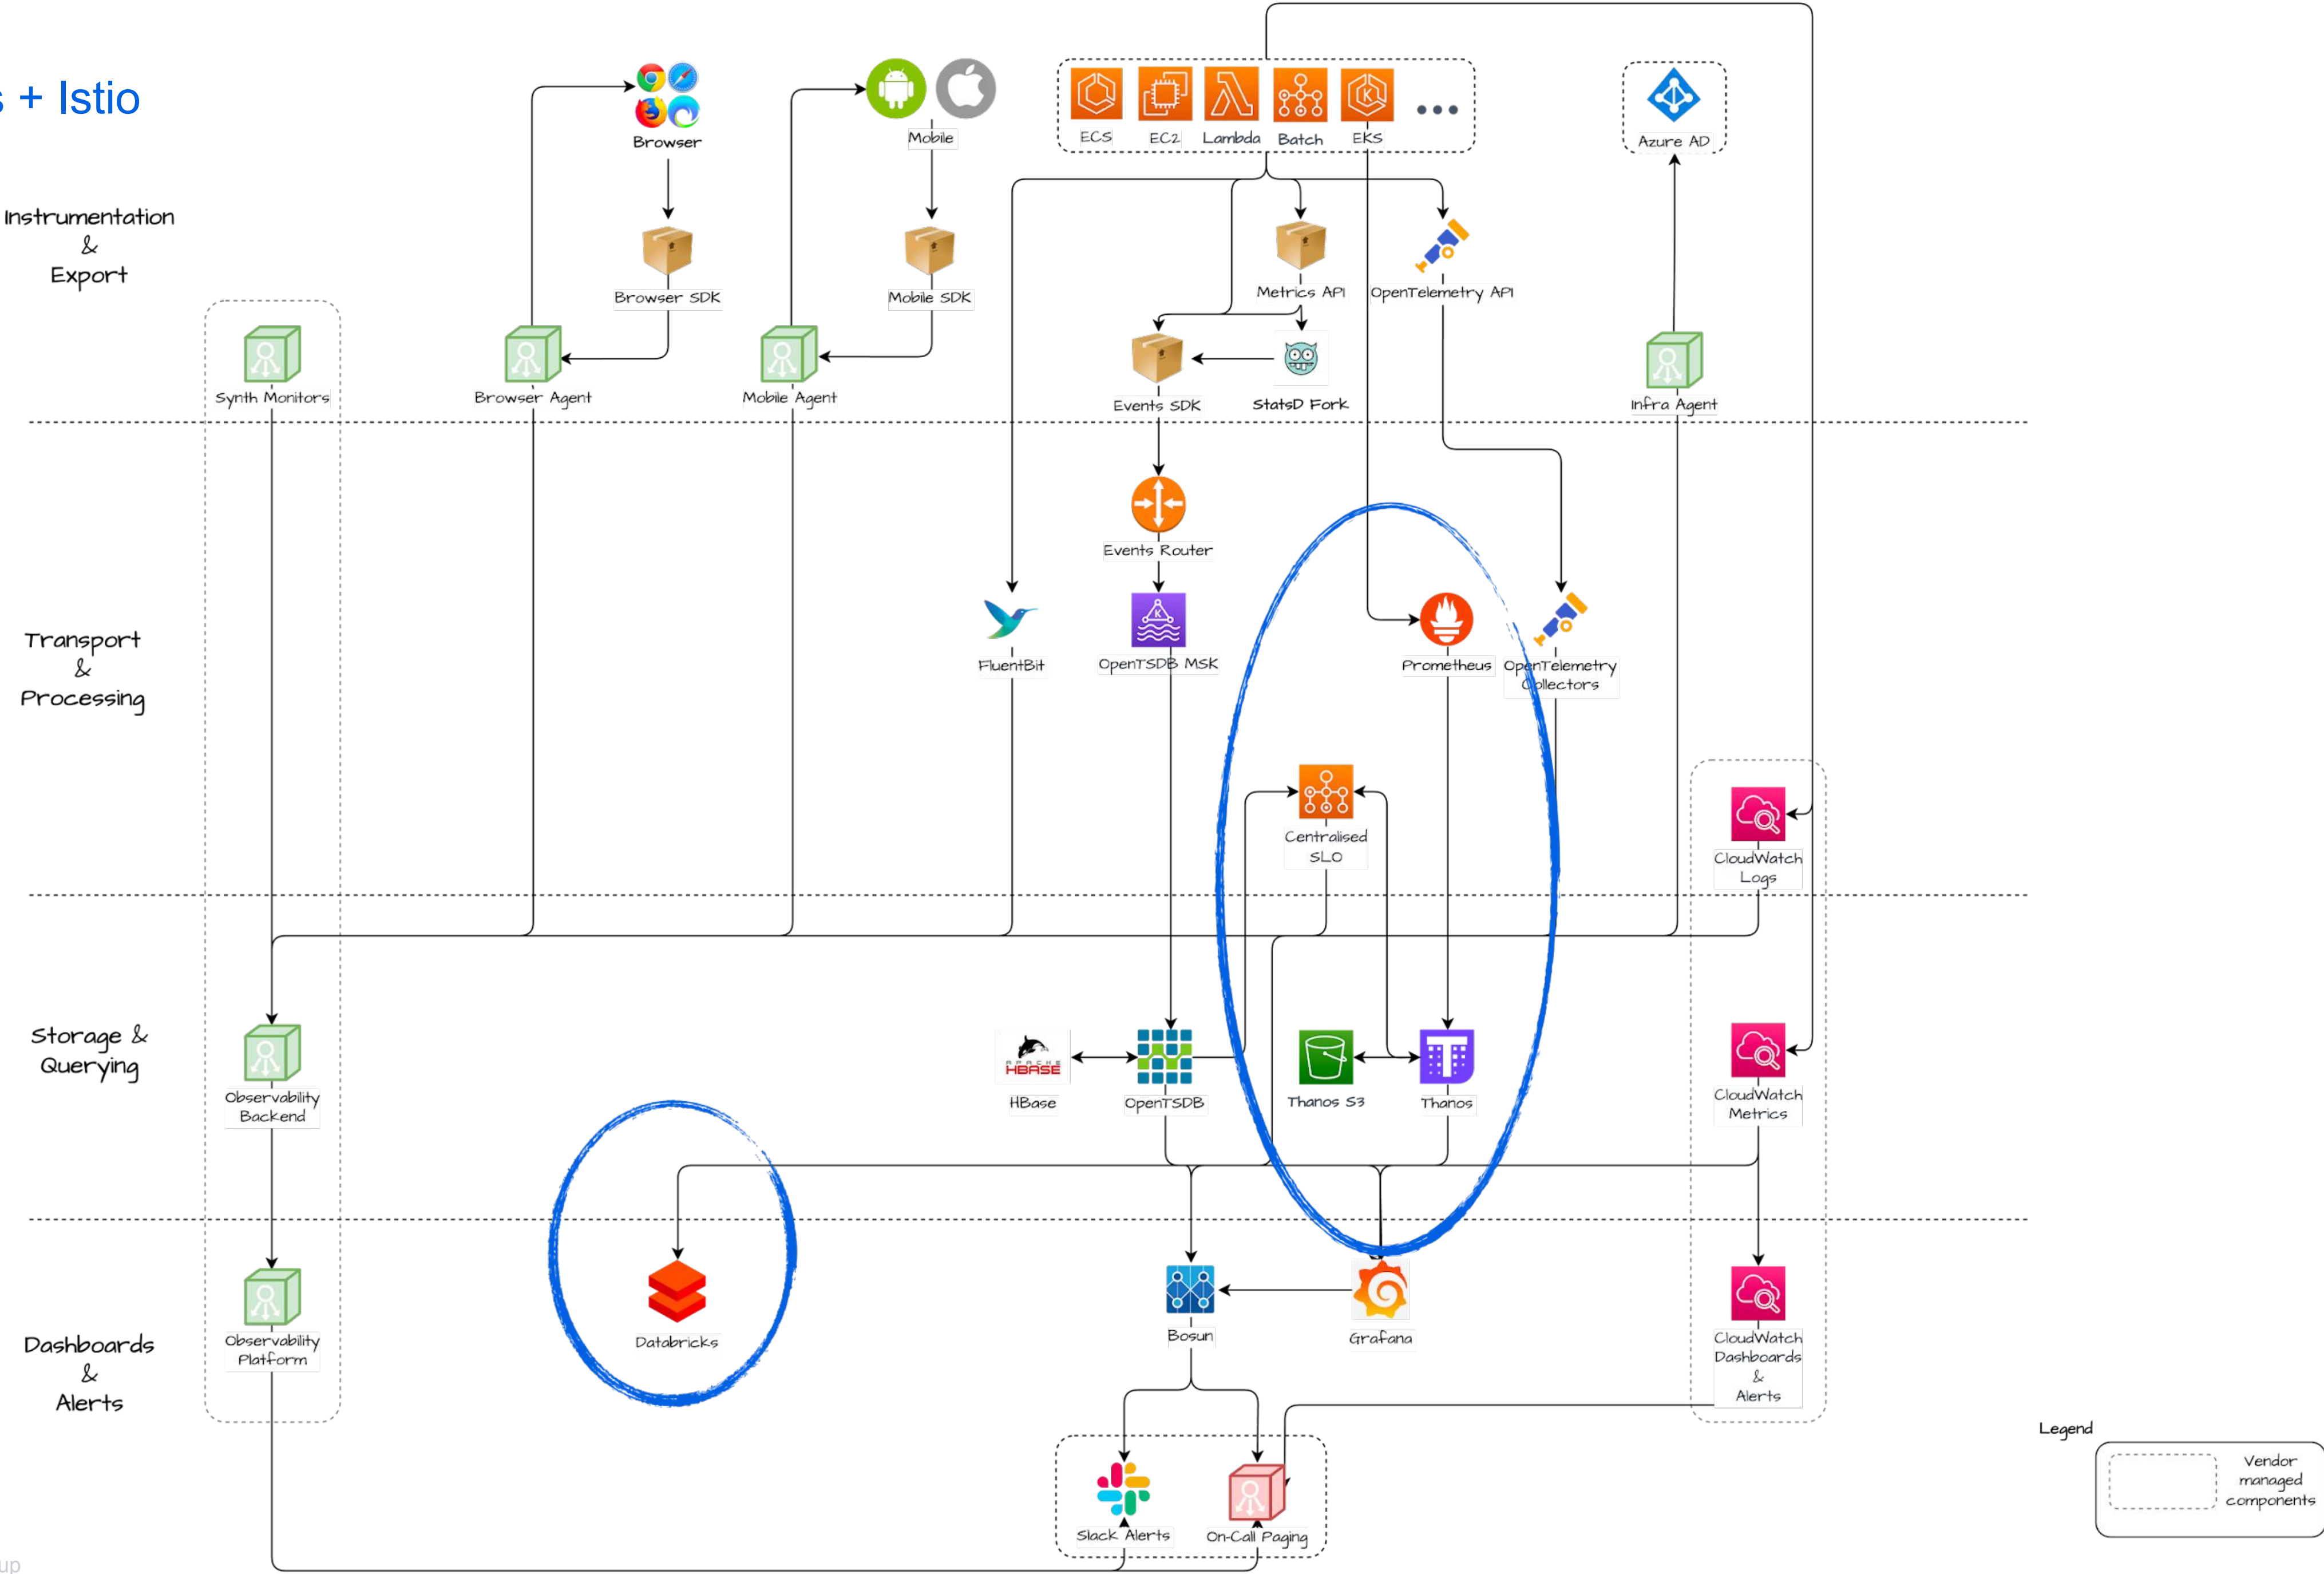 s + Istio
Browser
Mobile
ECS
EC2
Lambda
Batch
EKS
Azure AD
Instrumentation
&
Export
Browser SDK
Mobile SDK
Metrics API
OpenTelemetry API
Synth Monitors
Browser Agent
Mobile Agent
Events SDK
StatsD Fork
Infra Agent
Events Router
Transport
&
Processing
FluentBit
OpenTSDB MSK
Prometheus
OpenTelemetry
Collectors
Centralised
SLO
CloudWatch
Logs
Storage &
Querying
Observability
Backend
APACHE
HBASE
HBase
OpenTSDB
Thanos S3
Thanos
CloudWatch
Metrics
Dashboards
&
Alerts
Observability
Platform
Databricks
Bosun
Grafana
CloudWatch
Dashboards
&
Alerts
Slack Alerts
On-Call Paging
Legend
Vendor
managed
components
up